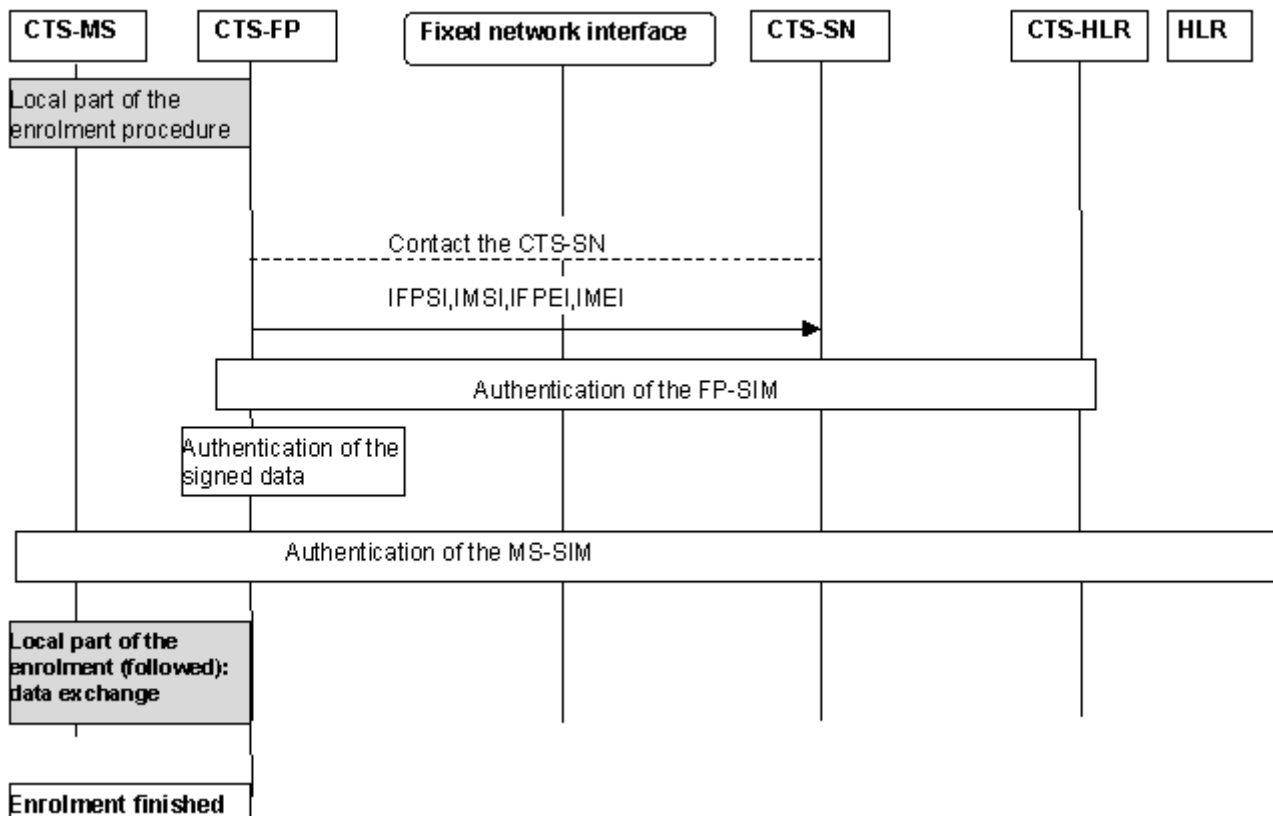 CTS-MS
CTS-FP
Fixed network interface
CTS-SN
CTS-HLR
HLR
Local part of the
enrolment procedure
Contact the CTS-SN
IFPSI,IMSI,IFPEI,IMEI
Authentication of the FP-SIM
Authentication of the
signed data
Authentication of the MS-SIM
Local part of the
enrolment (followed):
data exchange
Enrolment finished